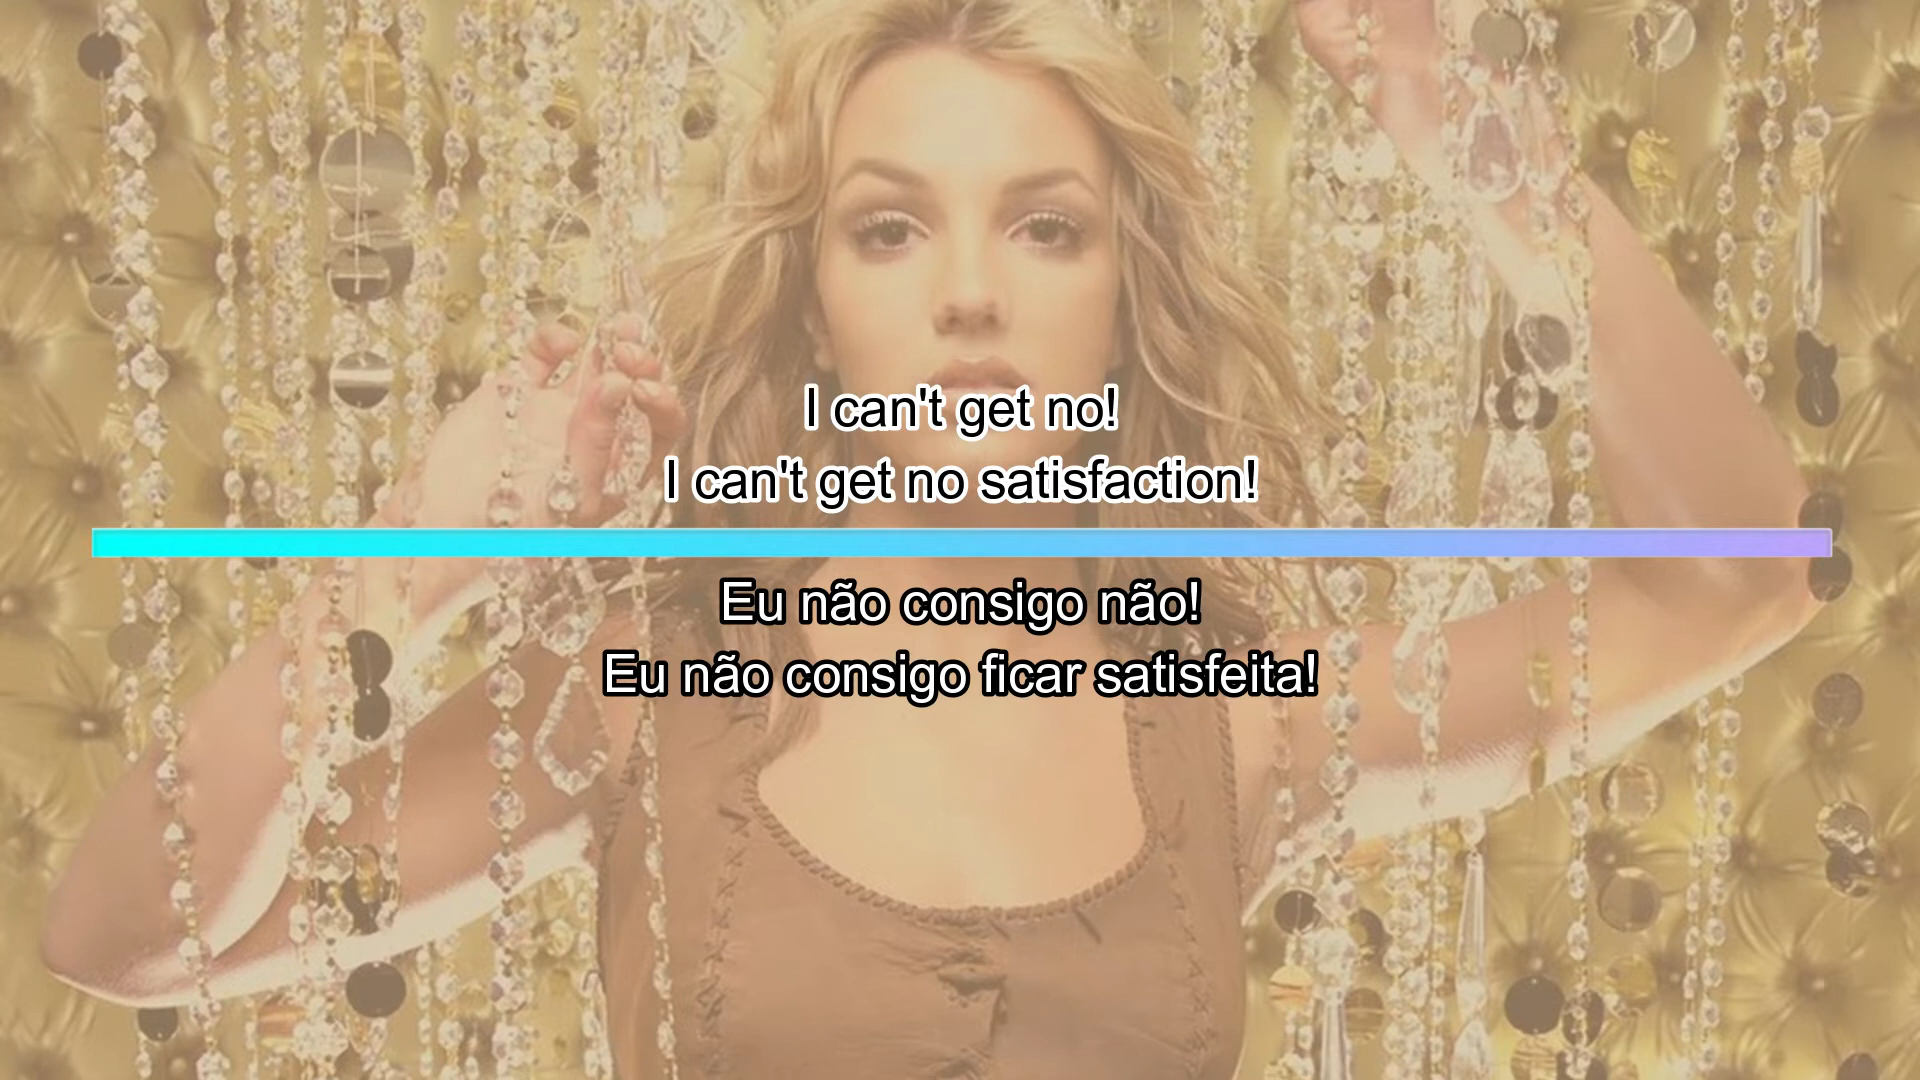 I can't get no!
I can't get no satisfaction!
Eu não consigo não!
Eu não consigo ficar satisfeita!